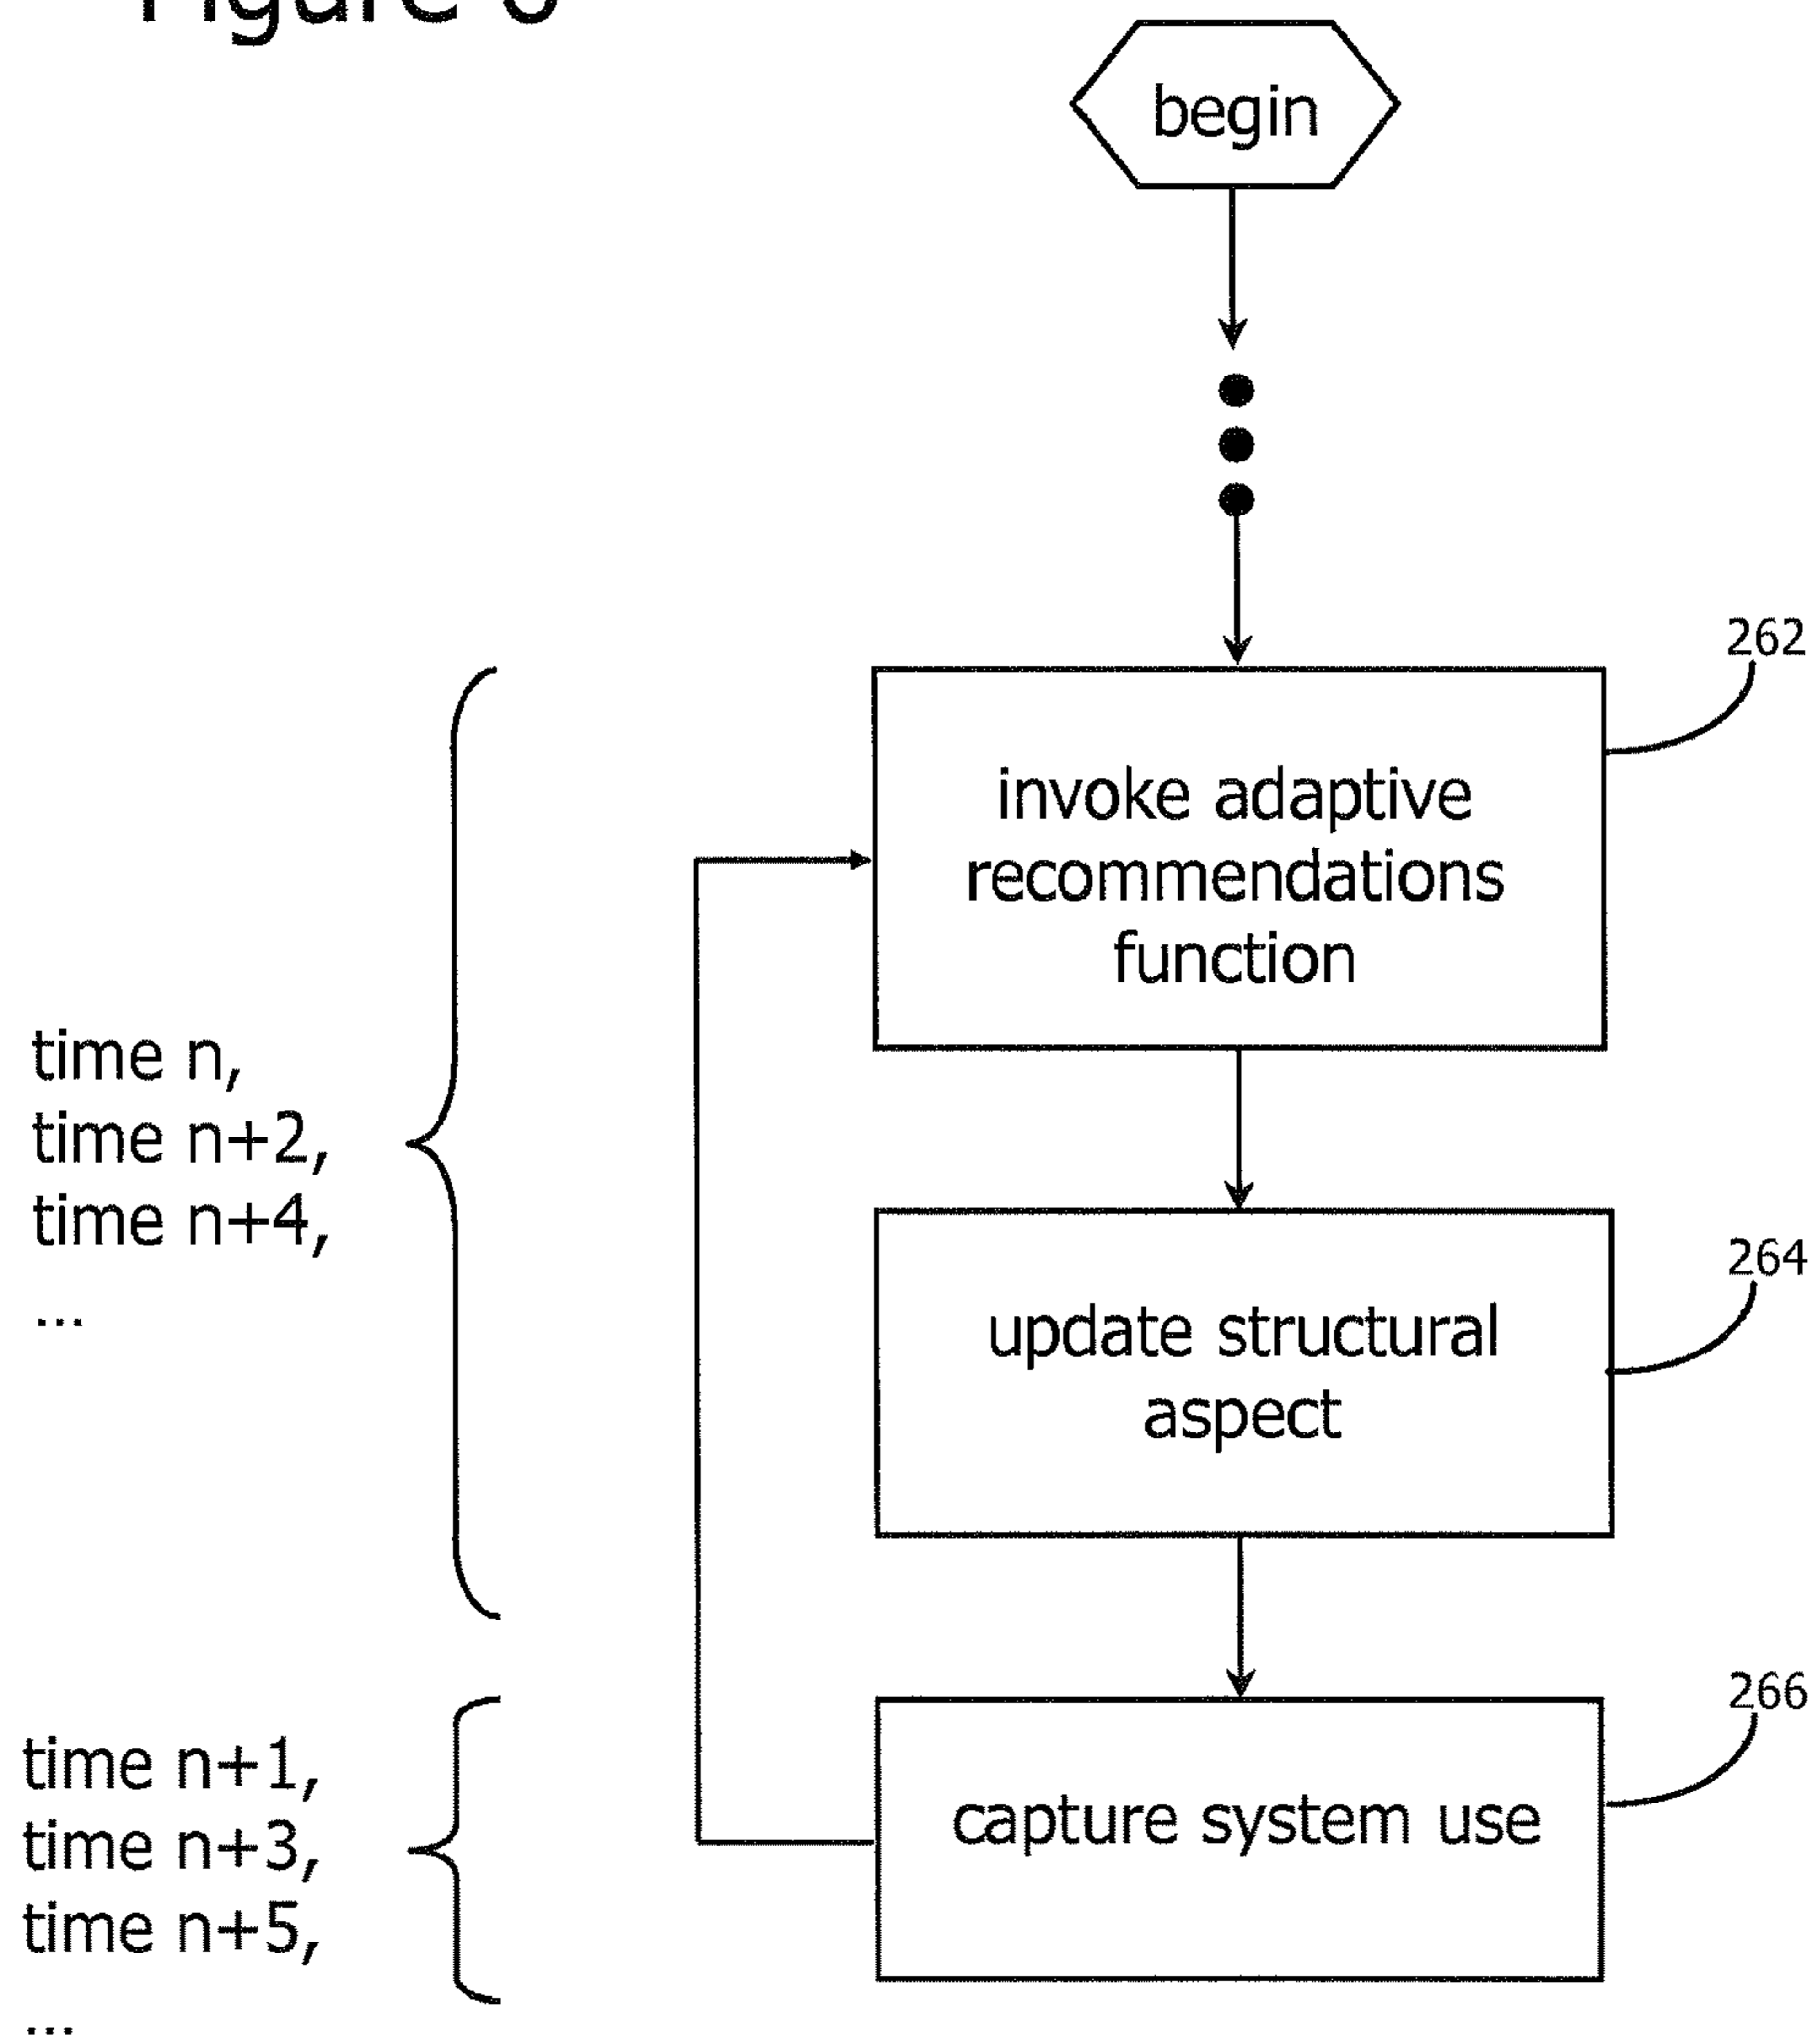 Figure
begin
262
invoke adaptive
recommendations
function
time n,
time n+2,
time n+4,
...
264
update structural
aspect
266
capture system use
time n+1,
time n+3,
time n+5,
...